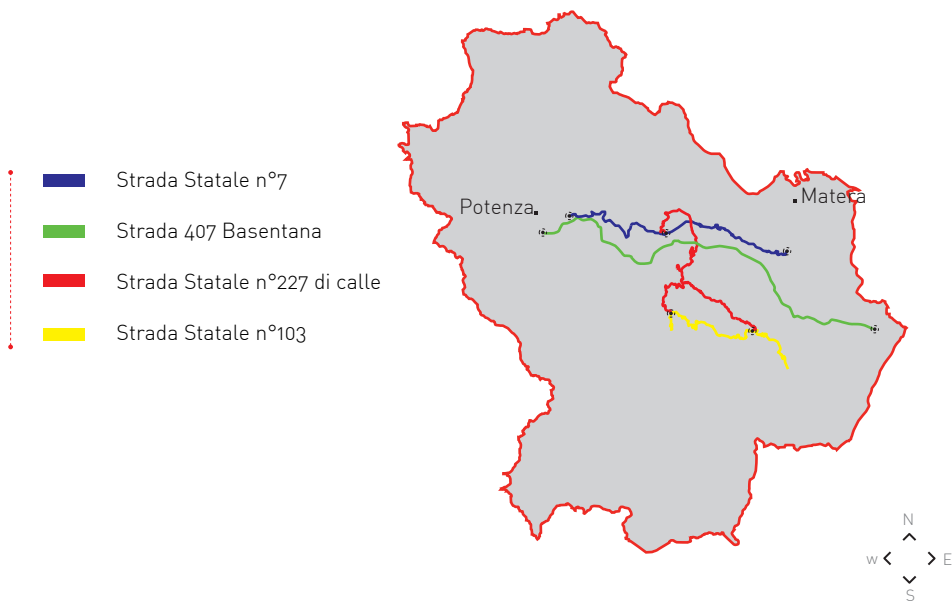 Strada Statale n°7
Strada 407 Basentana
Strada Statale n°227 di calle
Strada Statale n°103
Potenza
Matera
N
w
E
S